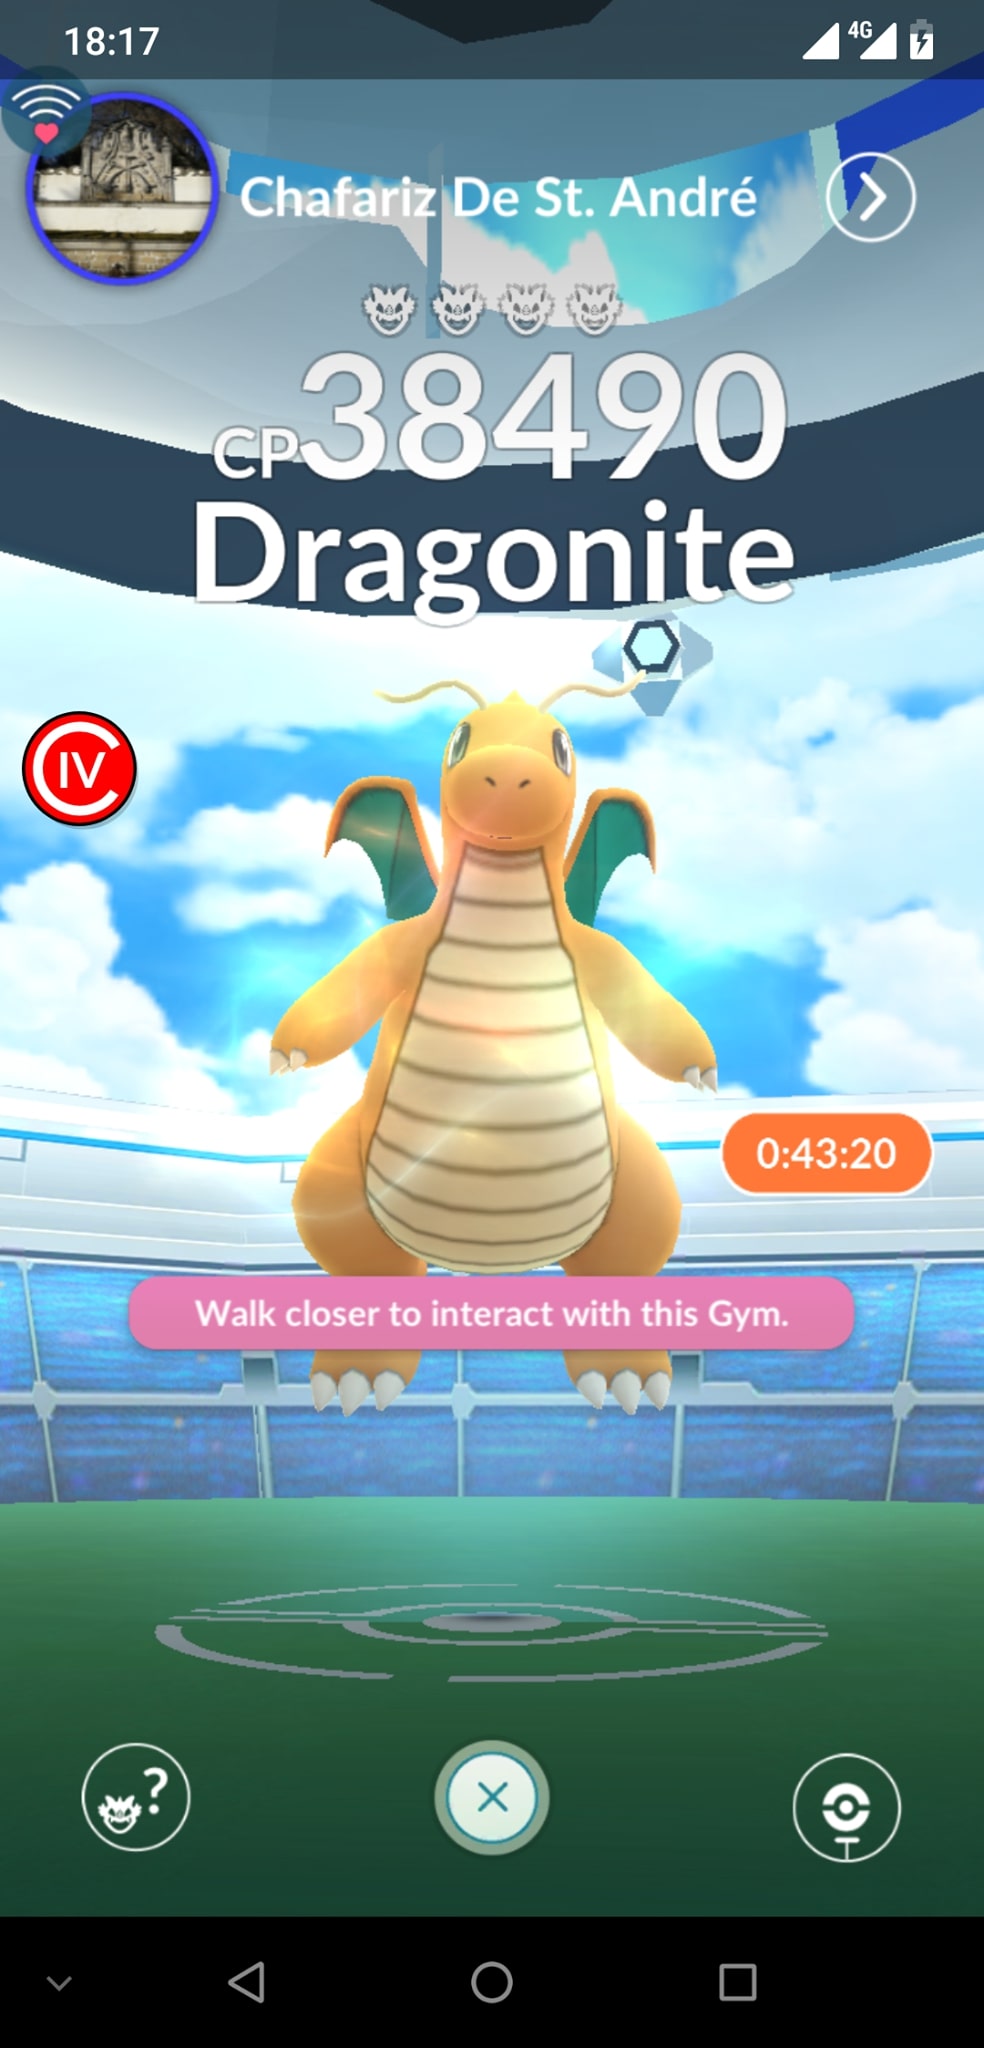 18:17
4G
Chafariz De St. André
CP38490
Dragonite
IV
0:43:20
Walk closer to interact with this Gym.
?